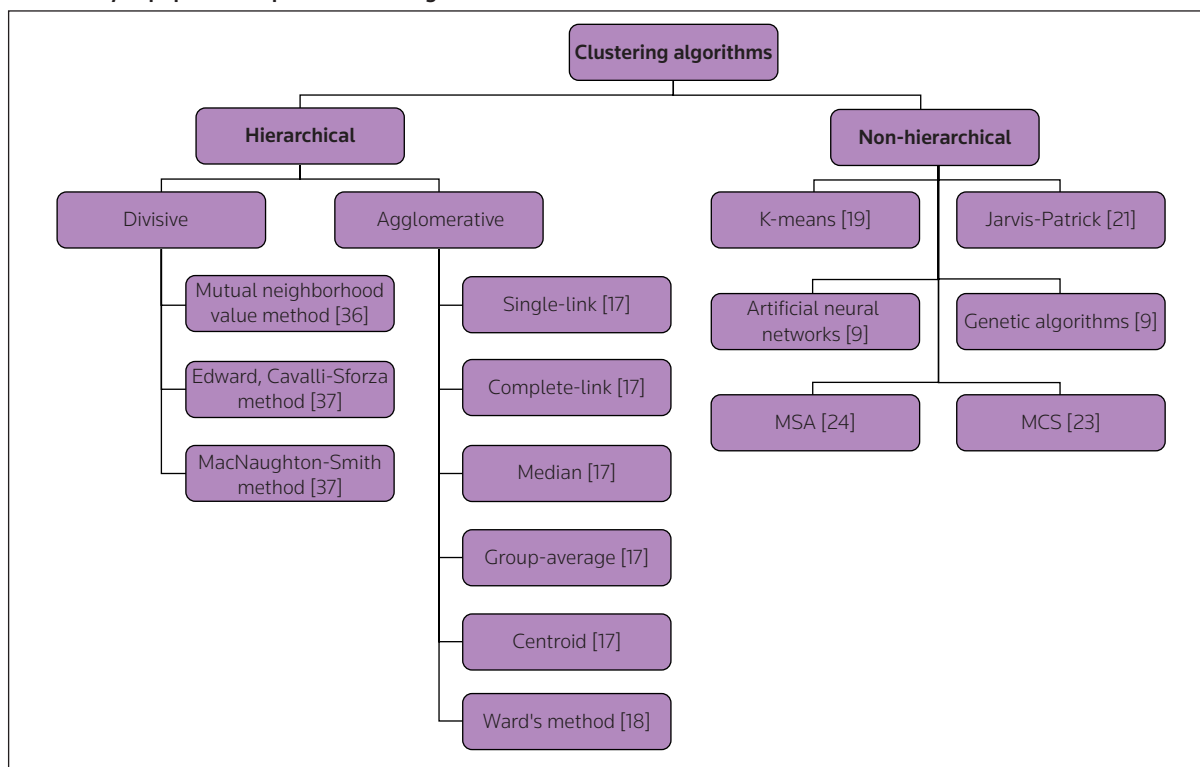 Clustering algorithms
Hierarchical
Non-hierarchical
Divisive
Agglomerative
K-means [19]
Jarvis-Patrick [21]
Mutual neighborhood
value method [36]
Single-link [17]
Artificial neural
networks [9]
Genetic algorithms [9]
Edward, Cavalli-Sforza
method [37]
Complete-link [17]
MSA [24]
MCS [23]
MacNaughton-Smith
method [37]
Median [17]
Group-average [17]
Centroid [17]
Ward's method [18]